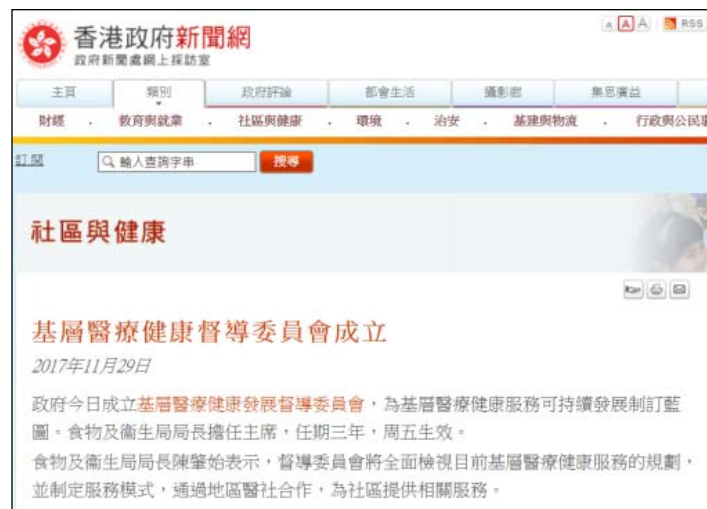 香港政府新聞網
政府新聞處網上採訪室
A A A RSS
主頁 類別 政府評論 都會生活 攝影廊 集思廣益
財經 · 教育與就業 · 社區與健康 · 環境 · 治安 · 基建與物流 · 行政與公民事
訂閱 輸入查詢字串 搜尋
社區與健康
基層醫療健康督導委員會成立
2017年11月29日
政府今日成立基層醫療健康發展督導委員會，為基層醫療健康服務可持續發展制訂藍
圖。食物及衞生局局長擔任主席，任期三年，周五生效。
食物及衞生局局長陳肇始表示，督導委員會將全面檢視目前基層醫療健康服務的規劃，
並制定服務模式，通過地區醫社合作，為社區提供相關服務。